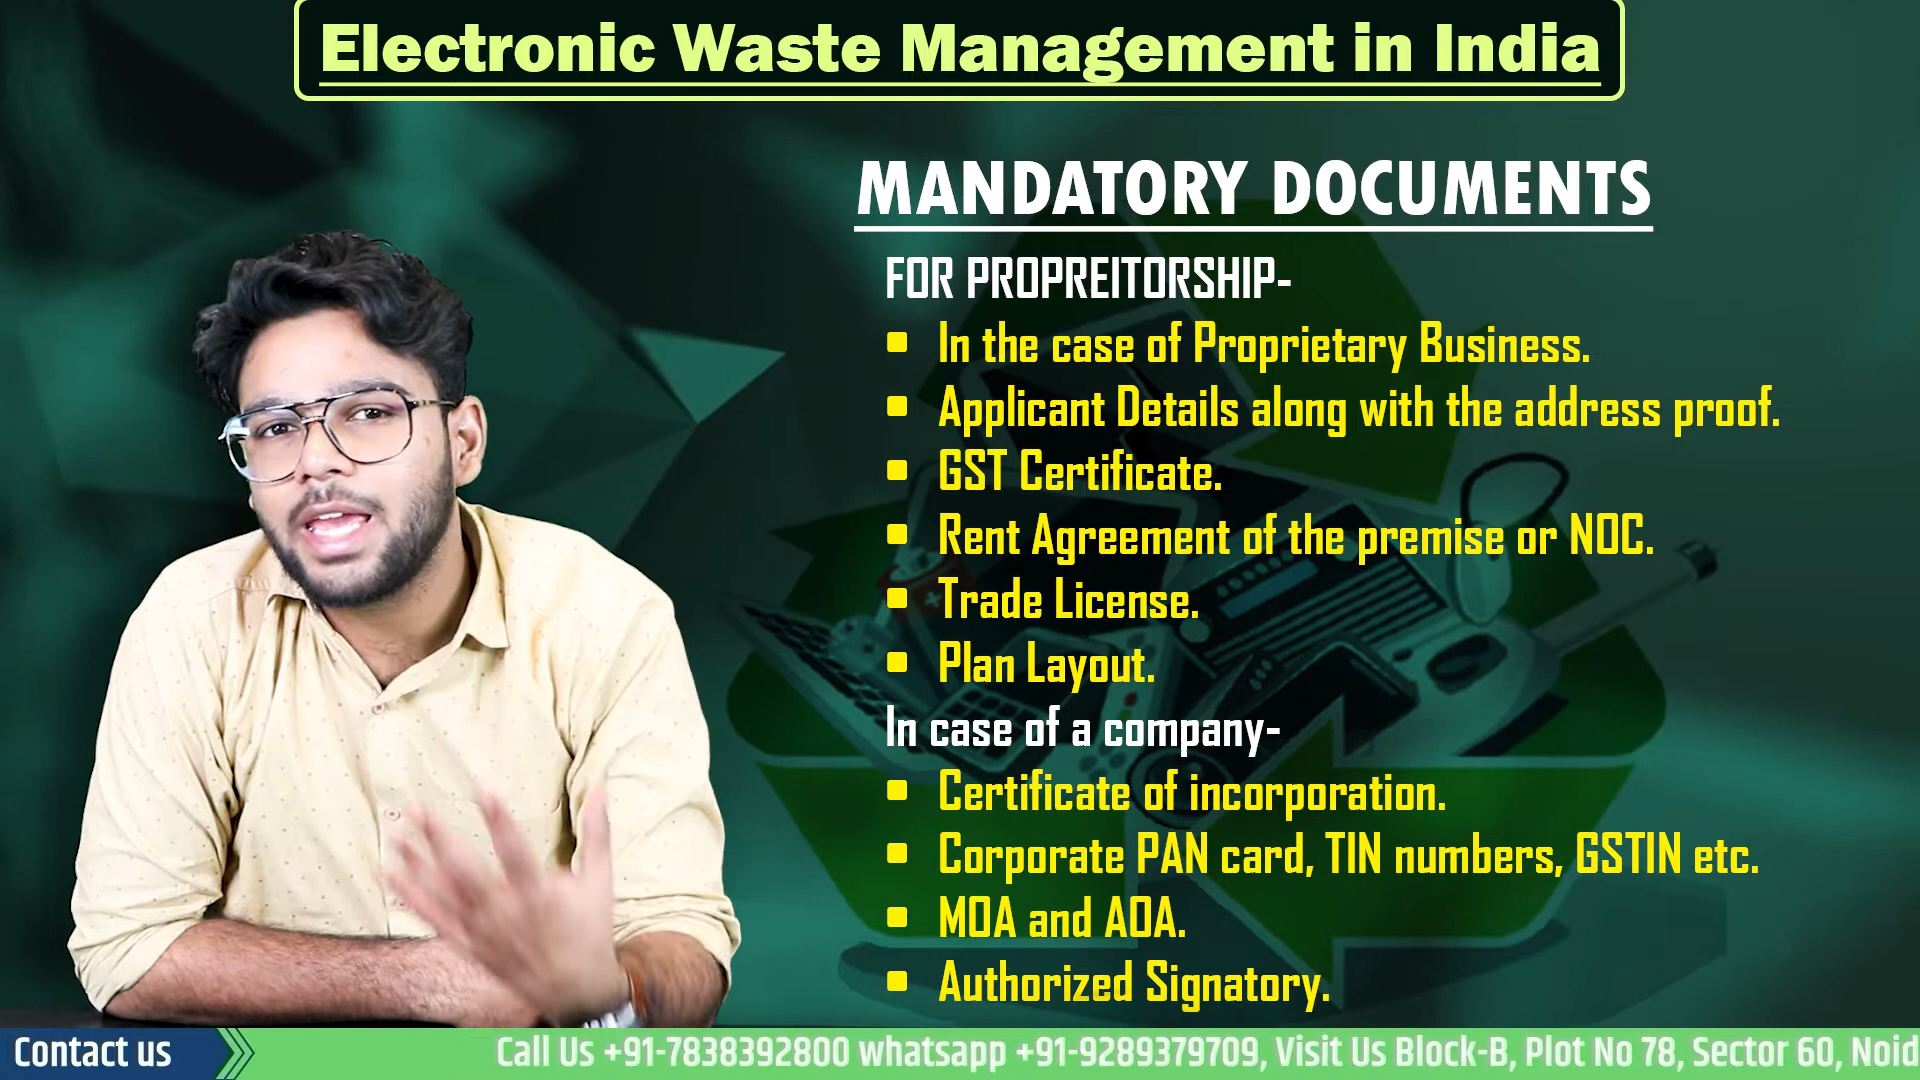 Electronic Waste Management in India
MANDATORY DOCUMENTS
FOR PROPREITORSHIP-
In the case of Proprietary Business.
Applicant Details along with the address proof.
GST Certificate.
Rent Agreement of the premise or NOC.
Trade License.
Plan Layout.
In case of a company-
Certificate of incorporation.
Corporate PAN card, TIN numbers, GSTIN etc.
MOA and AOA.
Authorized Signatory.
Contact us
Call Us +91-7838392800 whatsapp +91-9289379709, Visit Us Block-B, Plot No 78, Sector 60, Noid